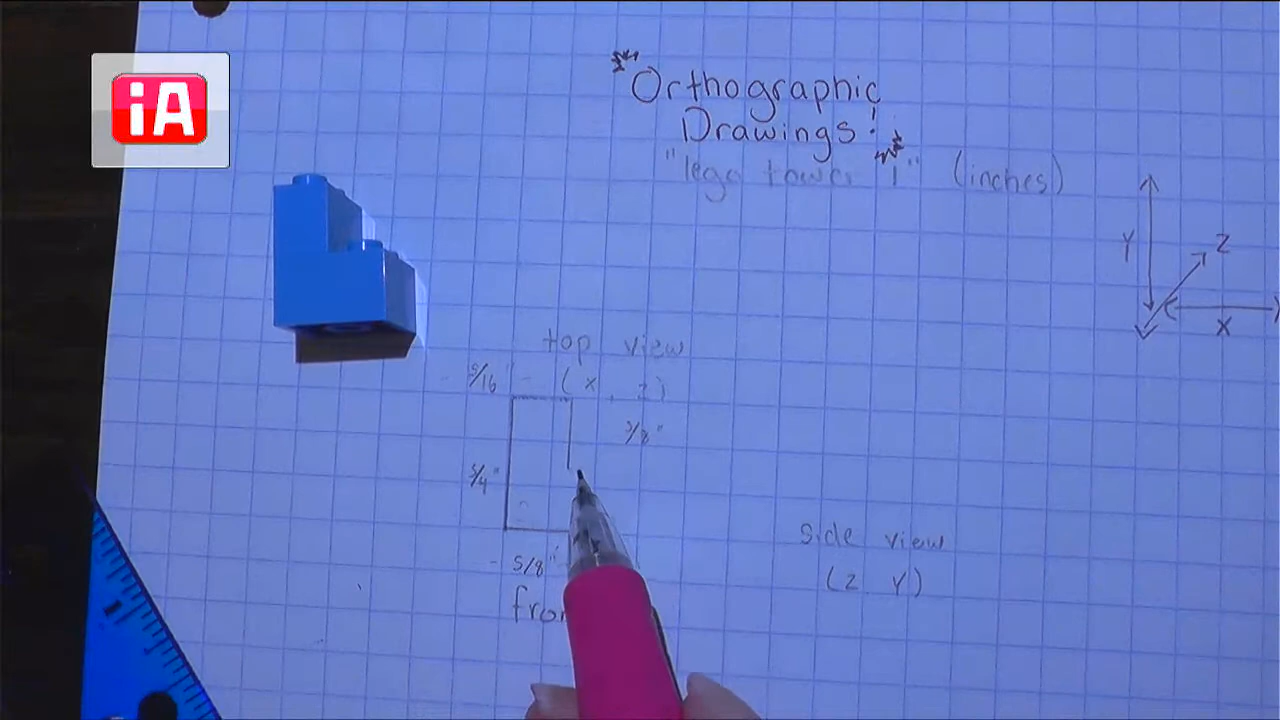 iA
Orthographic
Drawings:
"lego tower 1" (inches)
Y
Z
X
top view
(x, z)
5/16"
3/8"
3/4"
5/8"
side view
(z y)